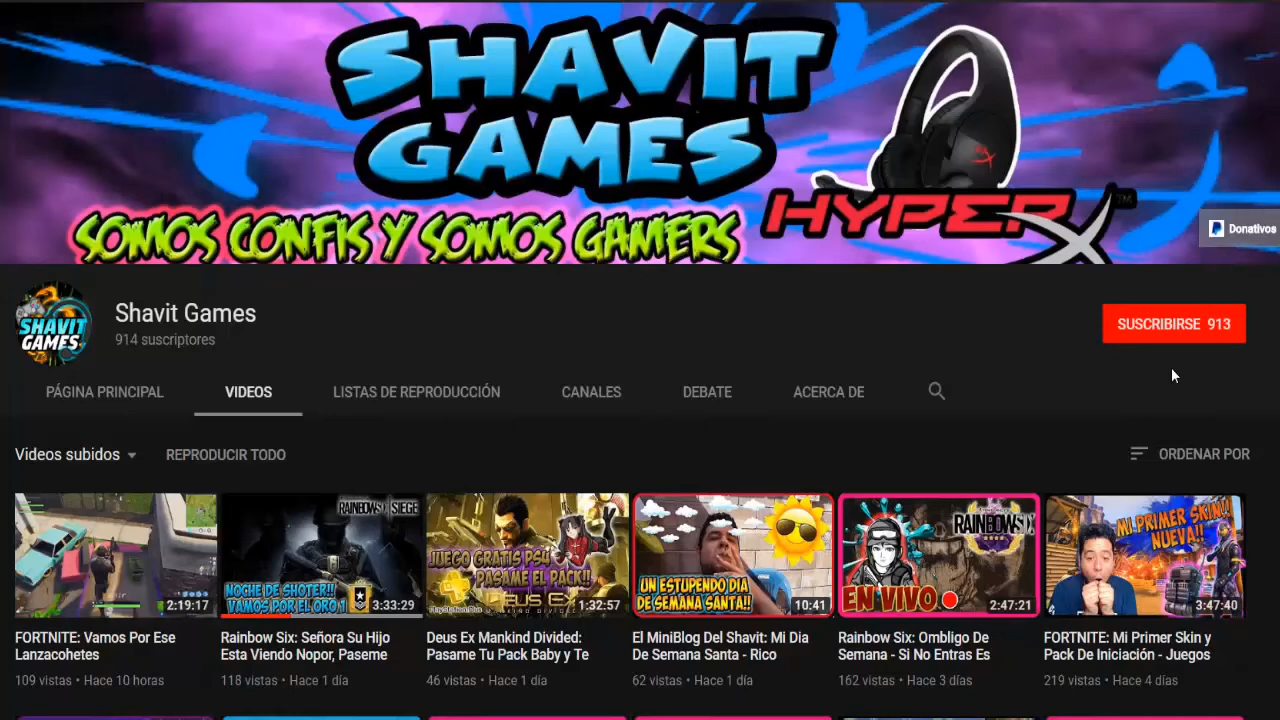 SHAVIT
GAMES
HYPERX
TM
SOMOS CONFIS Y SOMOS GAMERS
Donativos
SHAVIT
GAMES
Shavit Games
914 suscriptores
SUSCRIBIRSE 913
PÁGINA PRINCIPAL VIDEOS LISTAS DE REPRODUCCIÓN CANALES DEBATE ACERCA DE
Videos subidos REPRODUCIR TODO ORDENAR POR
2:19:17
RAINBOW SIX SIEGE
NOCHE DE SHOTER!!
VAMOS POR EL ORO 1
3:33:29
JUEGO GRATIS PS4
PASAME EL PACK!!
DEUS EX
1:32:57
UN ESTUPENDO DIA
DE SEMANA SANTA!!
10:41
RAINBOW SIX
EN VIVO
2:47:21
MI PRIMER SKIN!!
NUEVA!!
3:47:40
FORTNITE: Vamos Por Ese
Lanzacohetes
109 vistas • Hace 10 horas
Rainbow Six: Señora Su Hijo
Esta Viendo Nopor, Paseme
118 vistas • Hace 1 día
Deus Ex Mankind Divided:
Pasame Tu Pack Baby y Te
46 vistas • Hace 1 día
El MiniBlog Del Shavit: Mi Dia
De Semana Santa - Rico
62 vistas • Hace 1 día
Rainbow Six: Ombligo De
Semana - Si No Entras Es
162 vistas • Hace 3 días
FORTNITE: Mi Primer Skin y
Pack De Iniciación - Juegos
219 vistas • Hace 4 días